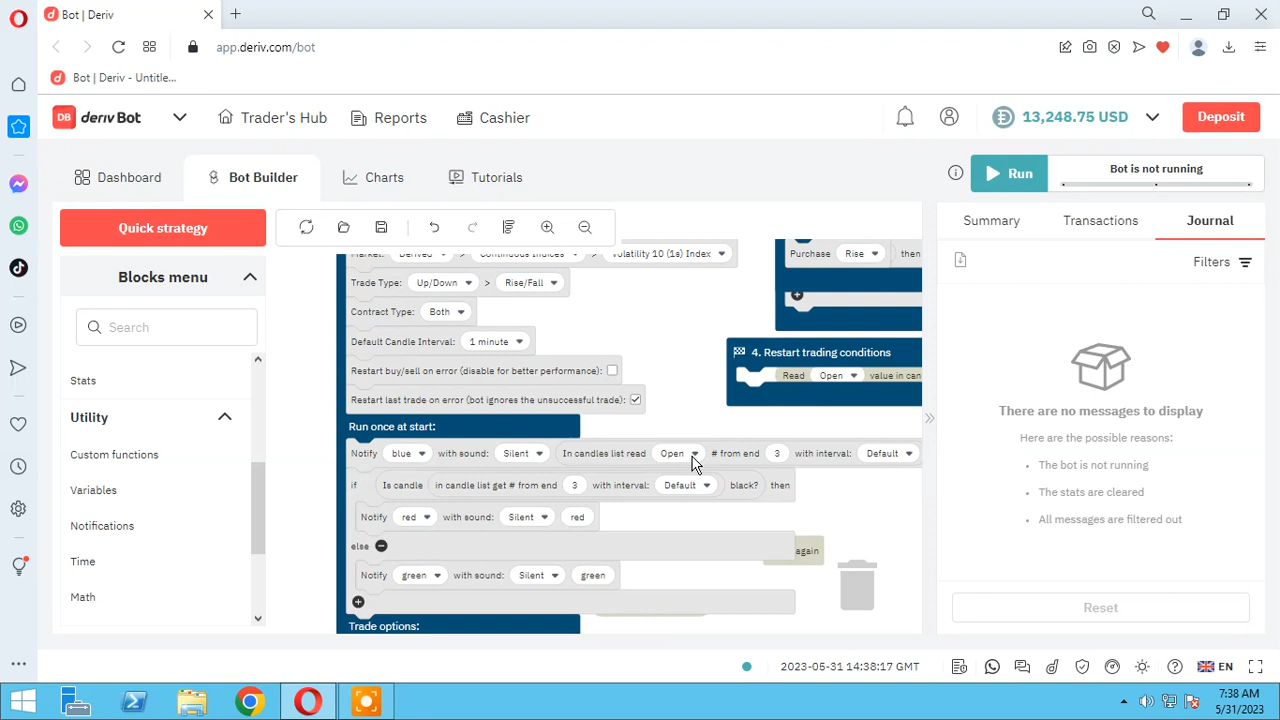 Bot | Deriv
app.deriv.com/bot
Bot | Deriv - Untitle...
DB deriv Bot
Trader's Hub
Reports
Cashier
13,248.75 USD
Deposit
Dashboard
Bot Builder
Charts
Tutorials
Run
Bot is not running
Quick strategy
Summary
Transactions
Journal
Filters
Blocks menu
Search
Stats
Utility
Custom functions
Variables
Notifications
Time
Math
Market: Derived > Continuous Indices > Volatility 10 (1s) Index
Trade Type: Up/Down > Rise/Fall
Contract Type: Both
Default Candle Interval: 1 minute
Restart buy/sell on error (disable for better performance):
Restart last trade on error (bot ignores the unsuccessful trade):
Run once at start:
Notify blue with sound: Silent In candles list read Open # from end 3 with interval: Default
if Is candle in candle list get # from end 3 with interval: Default black? then
Notify red with sound: Silent red
else
Notify green with sound: Silent green
Trade options:
Purchase Rise then
4. Restart trading conditions
Read Open value in can
again
There are no messages to display
Here are the possible reasons:
The bot is not running
The stats are cleared
All messages are filtered out
Reset
2023-05-31 14:38:17 GMT
EN
7:38 AM
5/31/2023